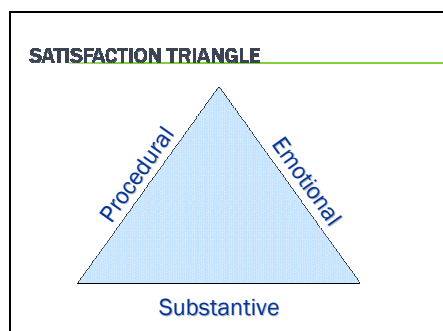 SATISFACTION TRIANGLE
Procedural
Emotional
Substantive